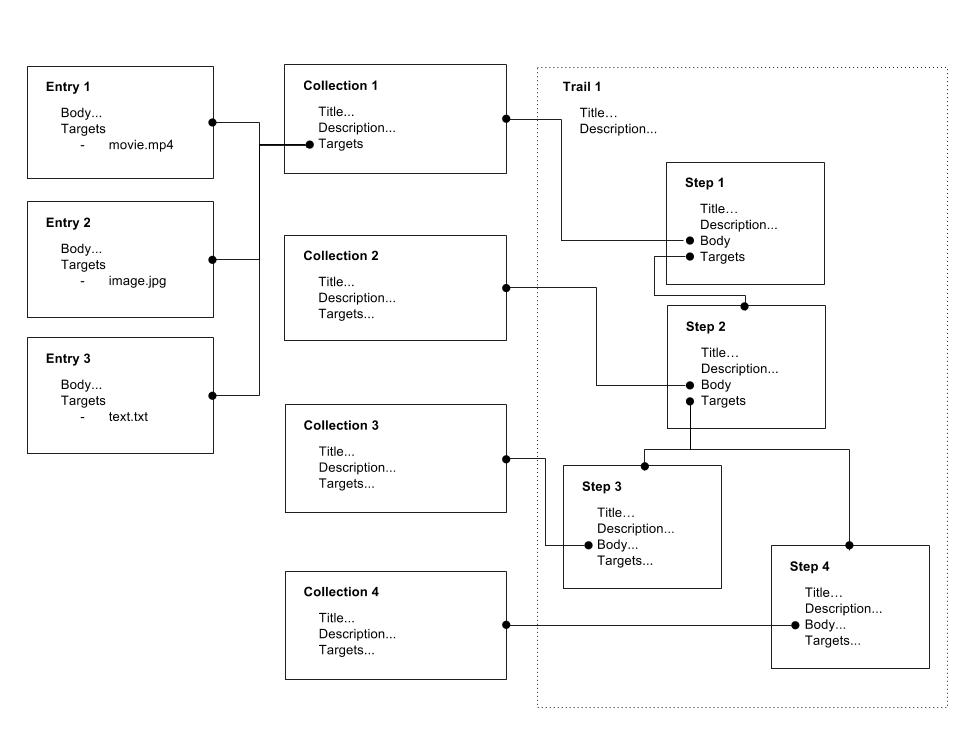 Entry 1
Body...
Targets
- movie.mp4
Entry 2
Body...
Targets
- image.jpg
Entry 3
Body...
Targets
- text.txt
Collection 1
Title...
Description...
Targets
Collection 2
Title...
Description...
Targets...
Collection 3
Title...
Description...
Targets...
Collection 4
Title...
Description...
Targets...
Trail 1
Title...
Description...
Step 1
Title...
Description...
Body
Targets
Step 2
Title...
Description...
Body
Targets
Step 3
Title...
Description...
Body...
Targets...
Step 4
Title...
Description...
Body...
Targets...